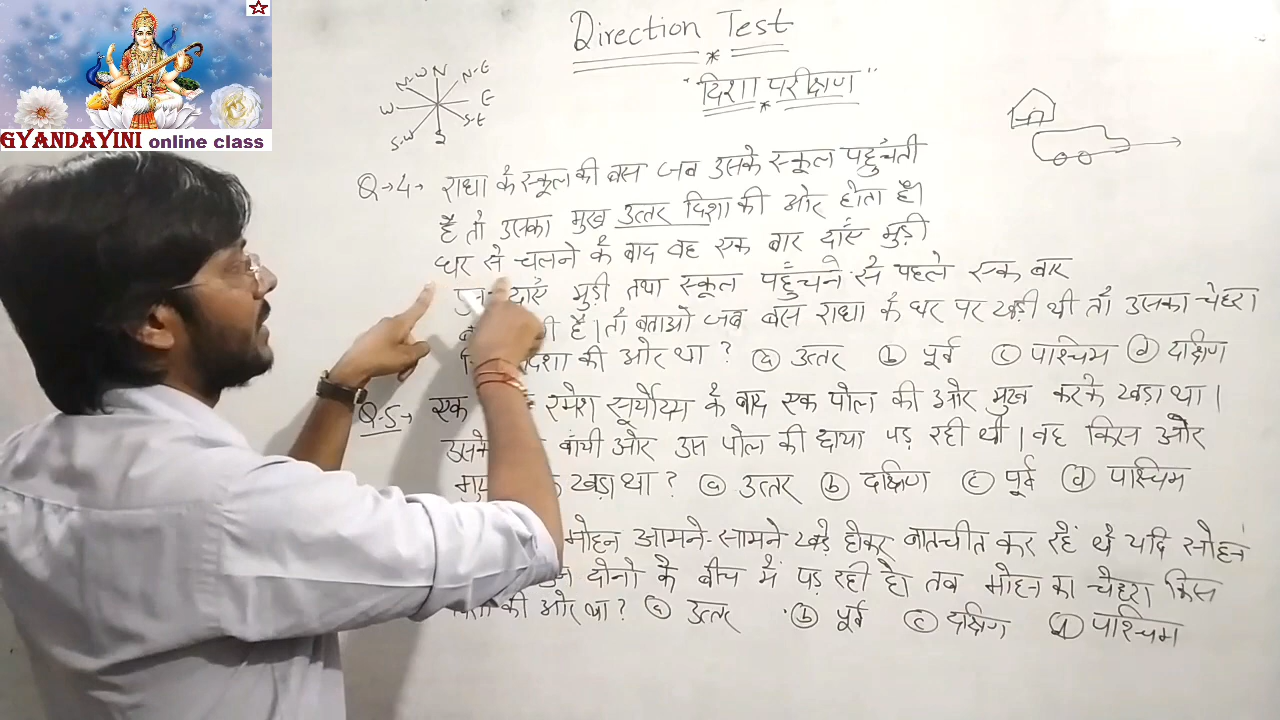 GYANDAYINI online class
Direction Test
"दिशा परीक्षण"
N-W N N-E
W E
S-W S S-E
Q→4→ राधा के स्कूल की बस जब उसके स्कूल पहुँचती
है तो उसका मुख उत्तर दिशा की ओर होता है।
घर से चलने के बाद वह एक बार दाएं मुड़ी
दाएं मुड़ी तथा स्कूल पहुँचने से पहले एक बार
है। तो बताओ जब बस राधा के घर पर खड़ी थी तो उसका चेहरा
दिशा की ओर था? ⓐ उत्तर ⓑ पूर्व ⓒ पश्चिम ⓓ दक्षिण
Q-5→ एक रमेश सूर्योदय के बाद एक पोल की ओर मुख करके खड़ा था।
उसके बांयी ओर उस पोल की छाया पड़ रही थी। वह किस ओर
खड़ा था? ⓐ उत्तर ⓑ दक्षिण ⓒ पूर्व ⓓ पश्चिम
मोहन आमने-सामने खड़े होकर बातचीत कर रहें थे यदि सोहन
दोनो के बीच में पड़ रही हो तब मोहन का चेहरा किस
की ओर था? ⓐ उत्तर ⓑ पूर्व ⓒ दक्षिण ⓓ पश्चिम